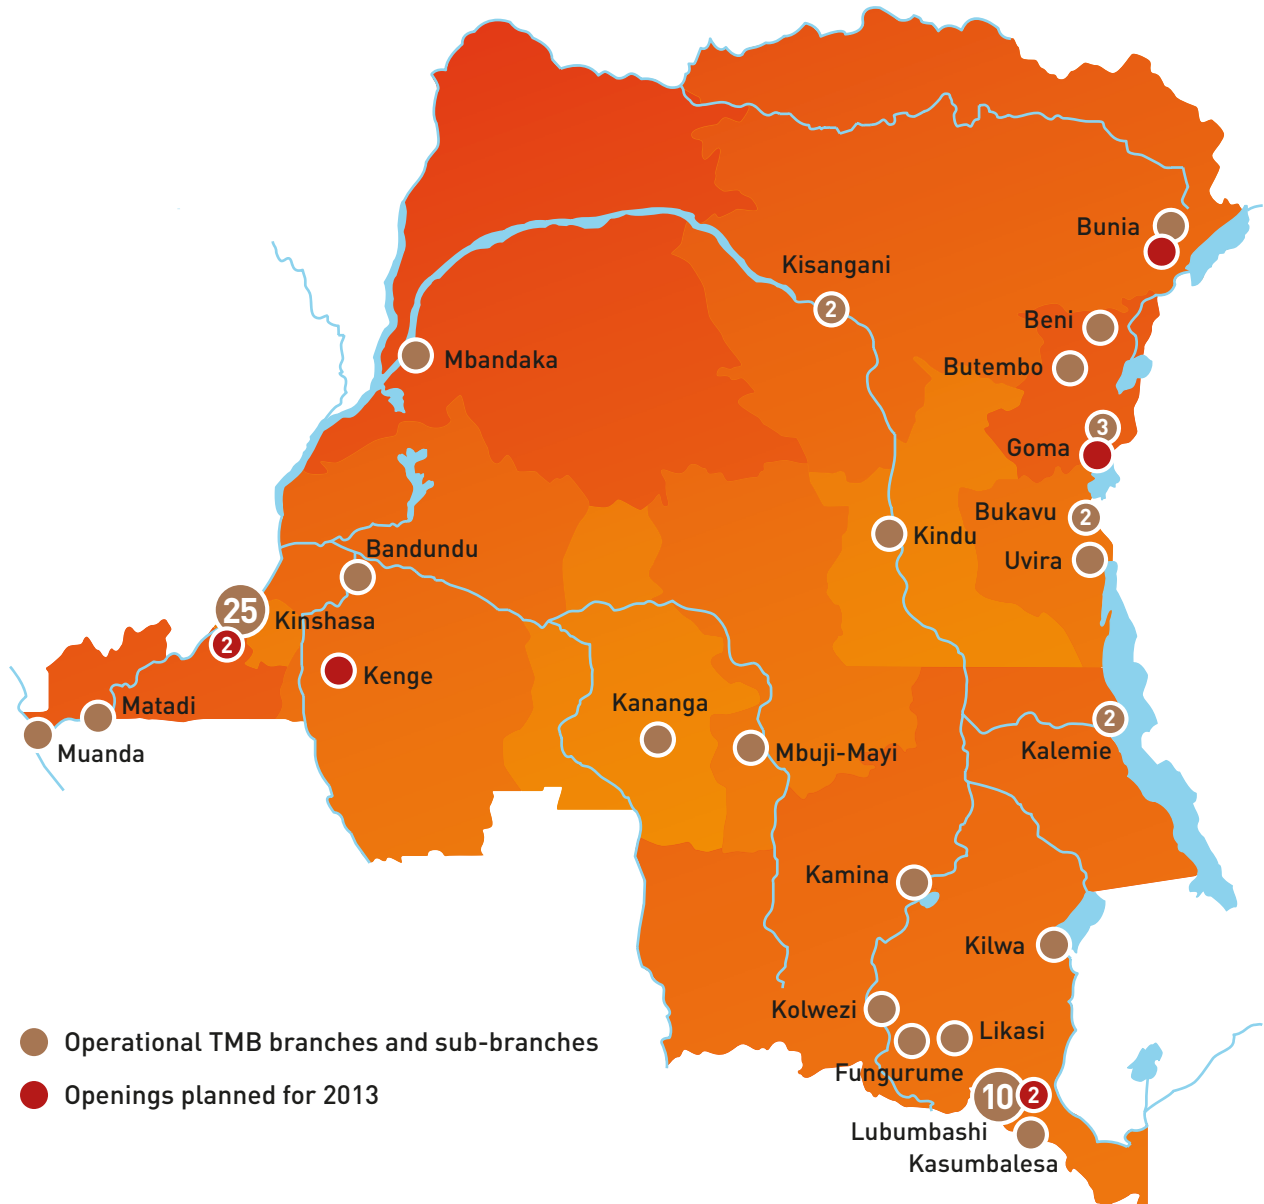 Bunia
Kisangani
2
Beni
Mbandaka
Butembo
3
Goma
Bukavu
2
Kindu
Bandundu
Uvira
25
Kinshasa
2
Kenge
Matadi
Kananga
2
Muanda
Mbuji-Mayi
Kalemie
Kamina
Kilwa
Kolwezi
Likasi
Operational TMB branches and sub-branches
Fungurume
Openings planned for 2013
10
2
Lubumbashi
Kasumbalesa